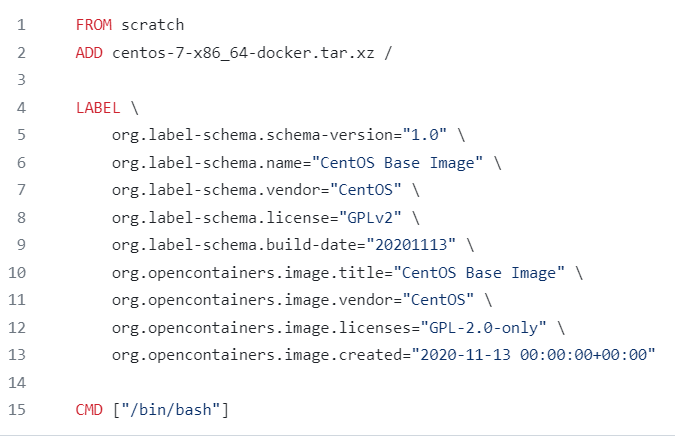 1 FROM scratch
2 ADD centos-7-x86_64-docker.tar.xz /
3
4 LABEL \
5 org.label-schema.schema-version="1.0" \
6 org.label-schema.name="CentOS Base Image" \
7 org.label-schema.vendor="CentOS" \
8 org.label-schema.license="GPLv2" \
9 org.label-schema.build-date="20201113" \
10 org.opencontainers.image.title="CentOS Base Image" \
11 org.opencontainers.image.vendor="CentOS" \
12 org.opencontainers.image.licenses="GPL-2.0-only" \
13 org.opencontainers.image.created="2020-11-13 00:00:00+00:00"
14
15 CMD ["/bin/bash"]